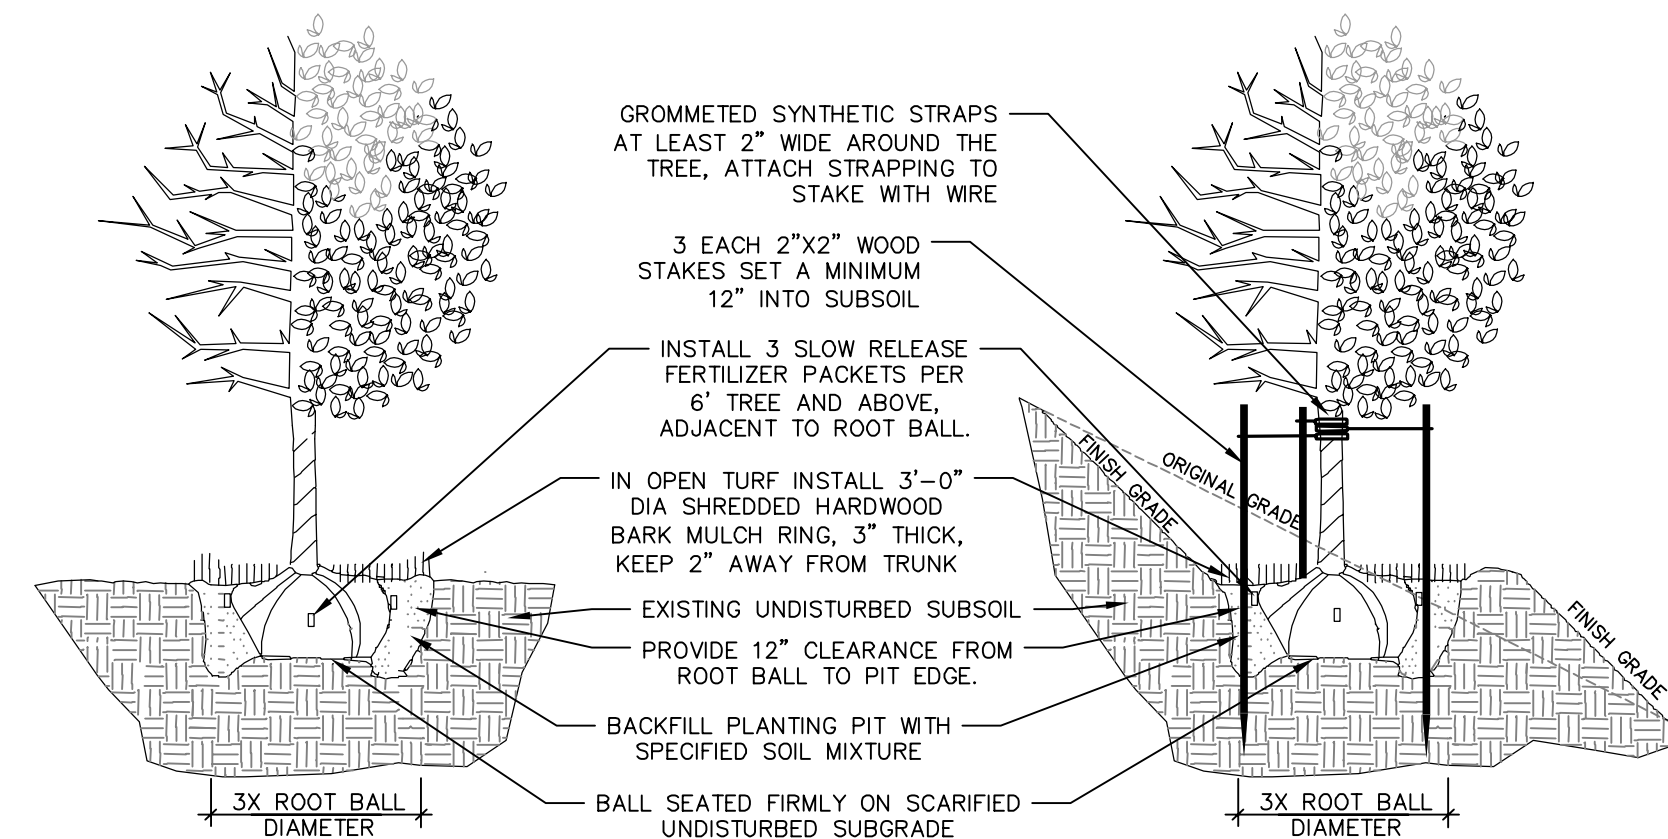 GROMMETED SYNTHETIC STRAPS
AT LEAST 2” WIDE AROUND THE
TREE, ATTACH STRAPPING TO
STAKE WITH WIRE
3 EACH 2”X2” WOOD
STAKES SET A MINIMUM
12” INTO SUBSOIL
INSTALL 3 SLOW RELEASE
FERTILIZER PACKETS PER
6’ TREE AND ABOVE,
ADJACENT TO ROOT BALL.
IN OPEN TURF INSTALL 3’–0”
DIA SHREDDED HARDWOOD
BARK MULCH RING, 3” THICK,
KEEP 2” AWAY FROM TRUNK
EXISTING UNDISTURBED SUBSOIL
PROVIDE 12” CLEARANCE FROM
ROOT BALL TO PIT EDGE.
BACKFILL PLANTING PIT WITH
SPECIFIED SOIL MIXTURE
BALL SEATED FIRMLY ON SCARIFIED
UNDISTURBED SUBGRADE
3X ROOT BALL
DIAMETER
FINISH GRADE
ORIGINAL GRADE
FINISH GRADE
3X ROOT BALL
DIAMETER